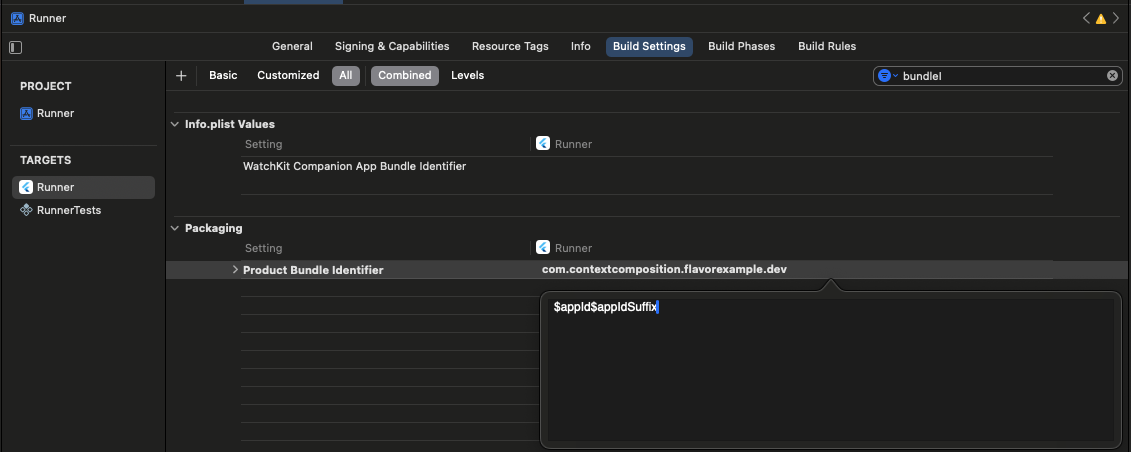 Runner
General Signing & Capabilities Resource Tags Info Build Settings Build Phases Build Rules
Basic Customized All Combined Levels bundleI
PROJECT
Runner
TARGETS
Runner
RunnerTests
Info.plist Values
Setting Runner
WatchKit Companion App Bundle Identifier
Packaging
Setting Runner
Product Bundle Identifier com.contextcomposition.flavorexample.dev
$appId$appIdSuffix